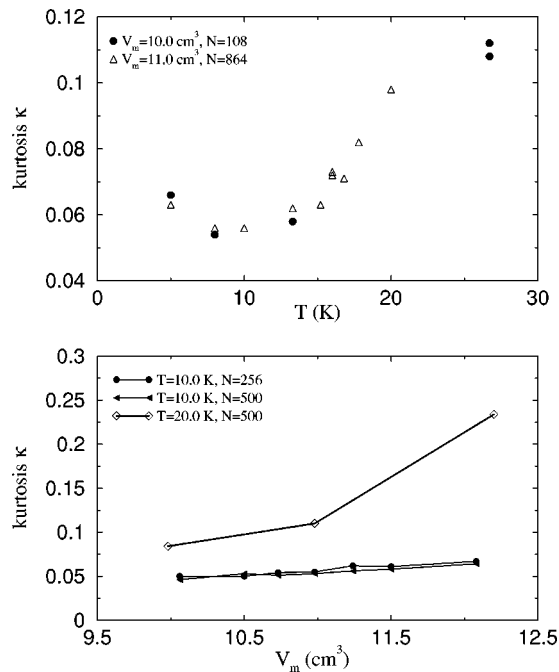 0.12
V_m=10.0 cm³, N=108
V_m=11.0 cm³, N=864
0.1
kurtosis κ
0.08
0.06
0.04
0 10 20 30
T (K)
0.3
T=10.0 K, N=256
T=10.0 K, N=500
T=20.0 K, N=500
0.25
0.2
kurtosis κ
0.15
0.1
0.05
0
9.5 10.5 11.5 12.5
V_m (cm³)